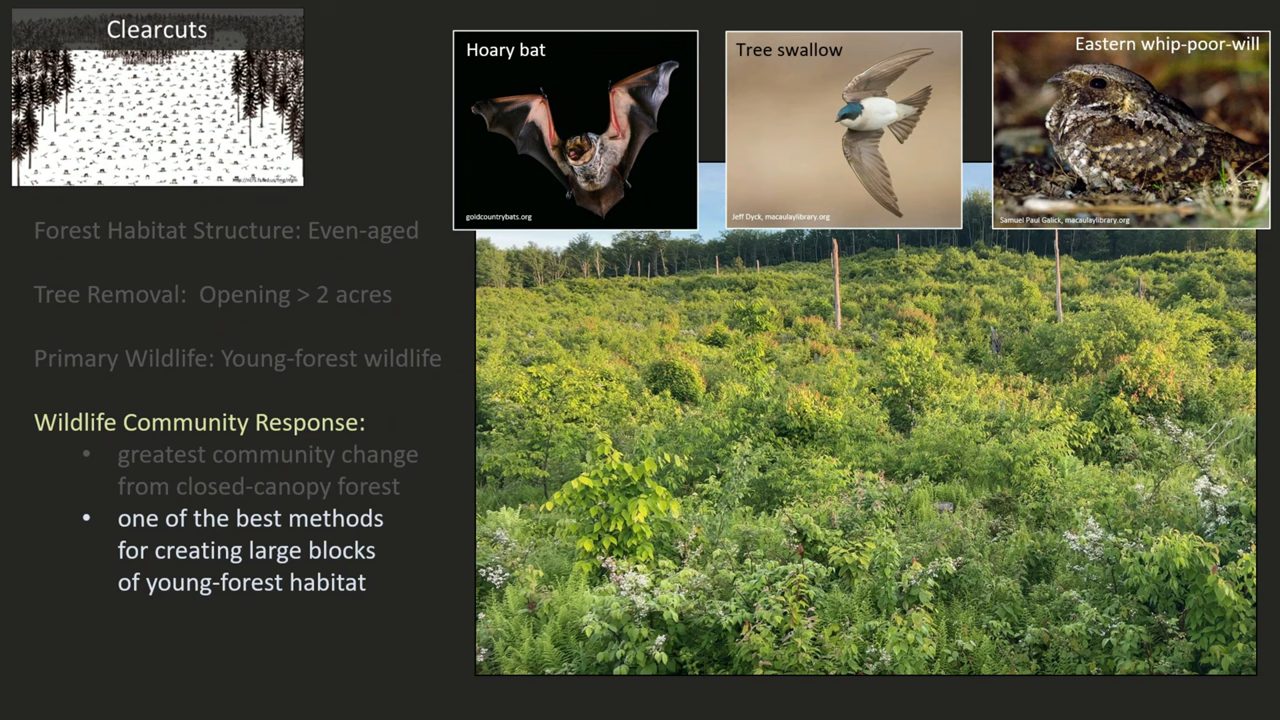 Clearcuts
Hoary bat
Tree swallow
Eastern whip-poor-will
goldcountrybats.org
Jeff Dyck, macaulaylibrary.org
Samuel Paul Galick, macaulaylibrary.org
Forest Habitat Structure: Even-aged
Tree Removal: Opening > 2 acres
Primary Wildlife: Young-forest wildlife
Wildlife Community Response:
• greatest community change
from closed-canopy forest
• one of the best methods
for creating large blocks
of young-forest habitat